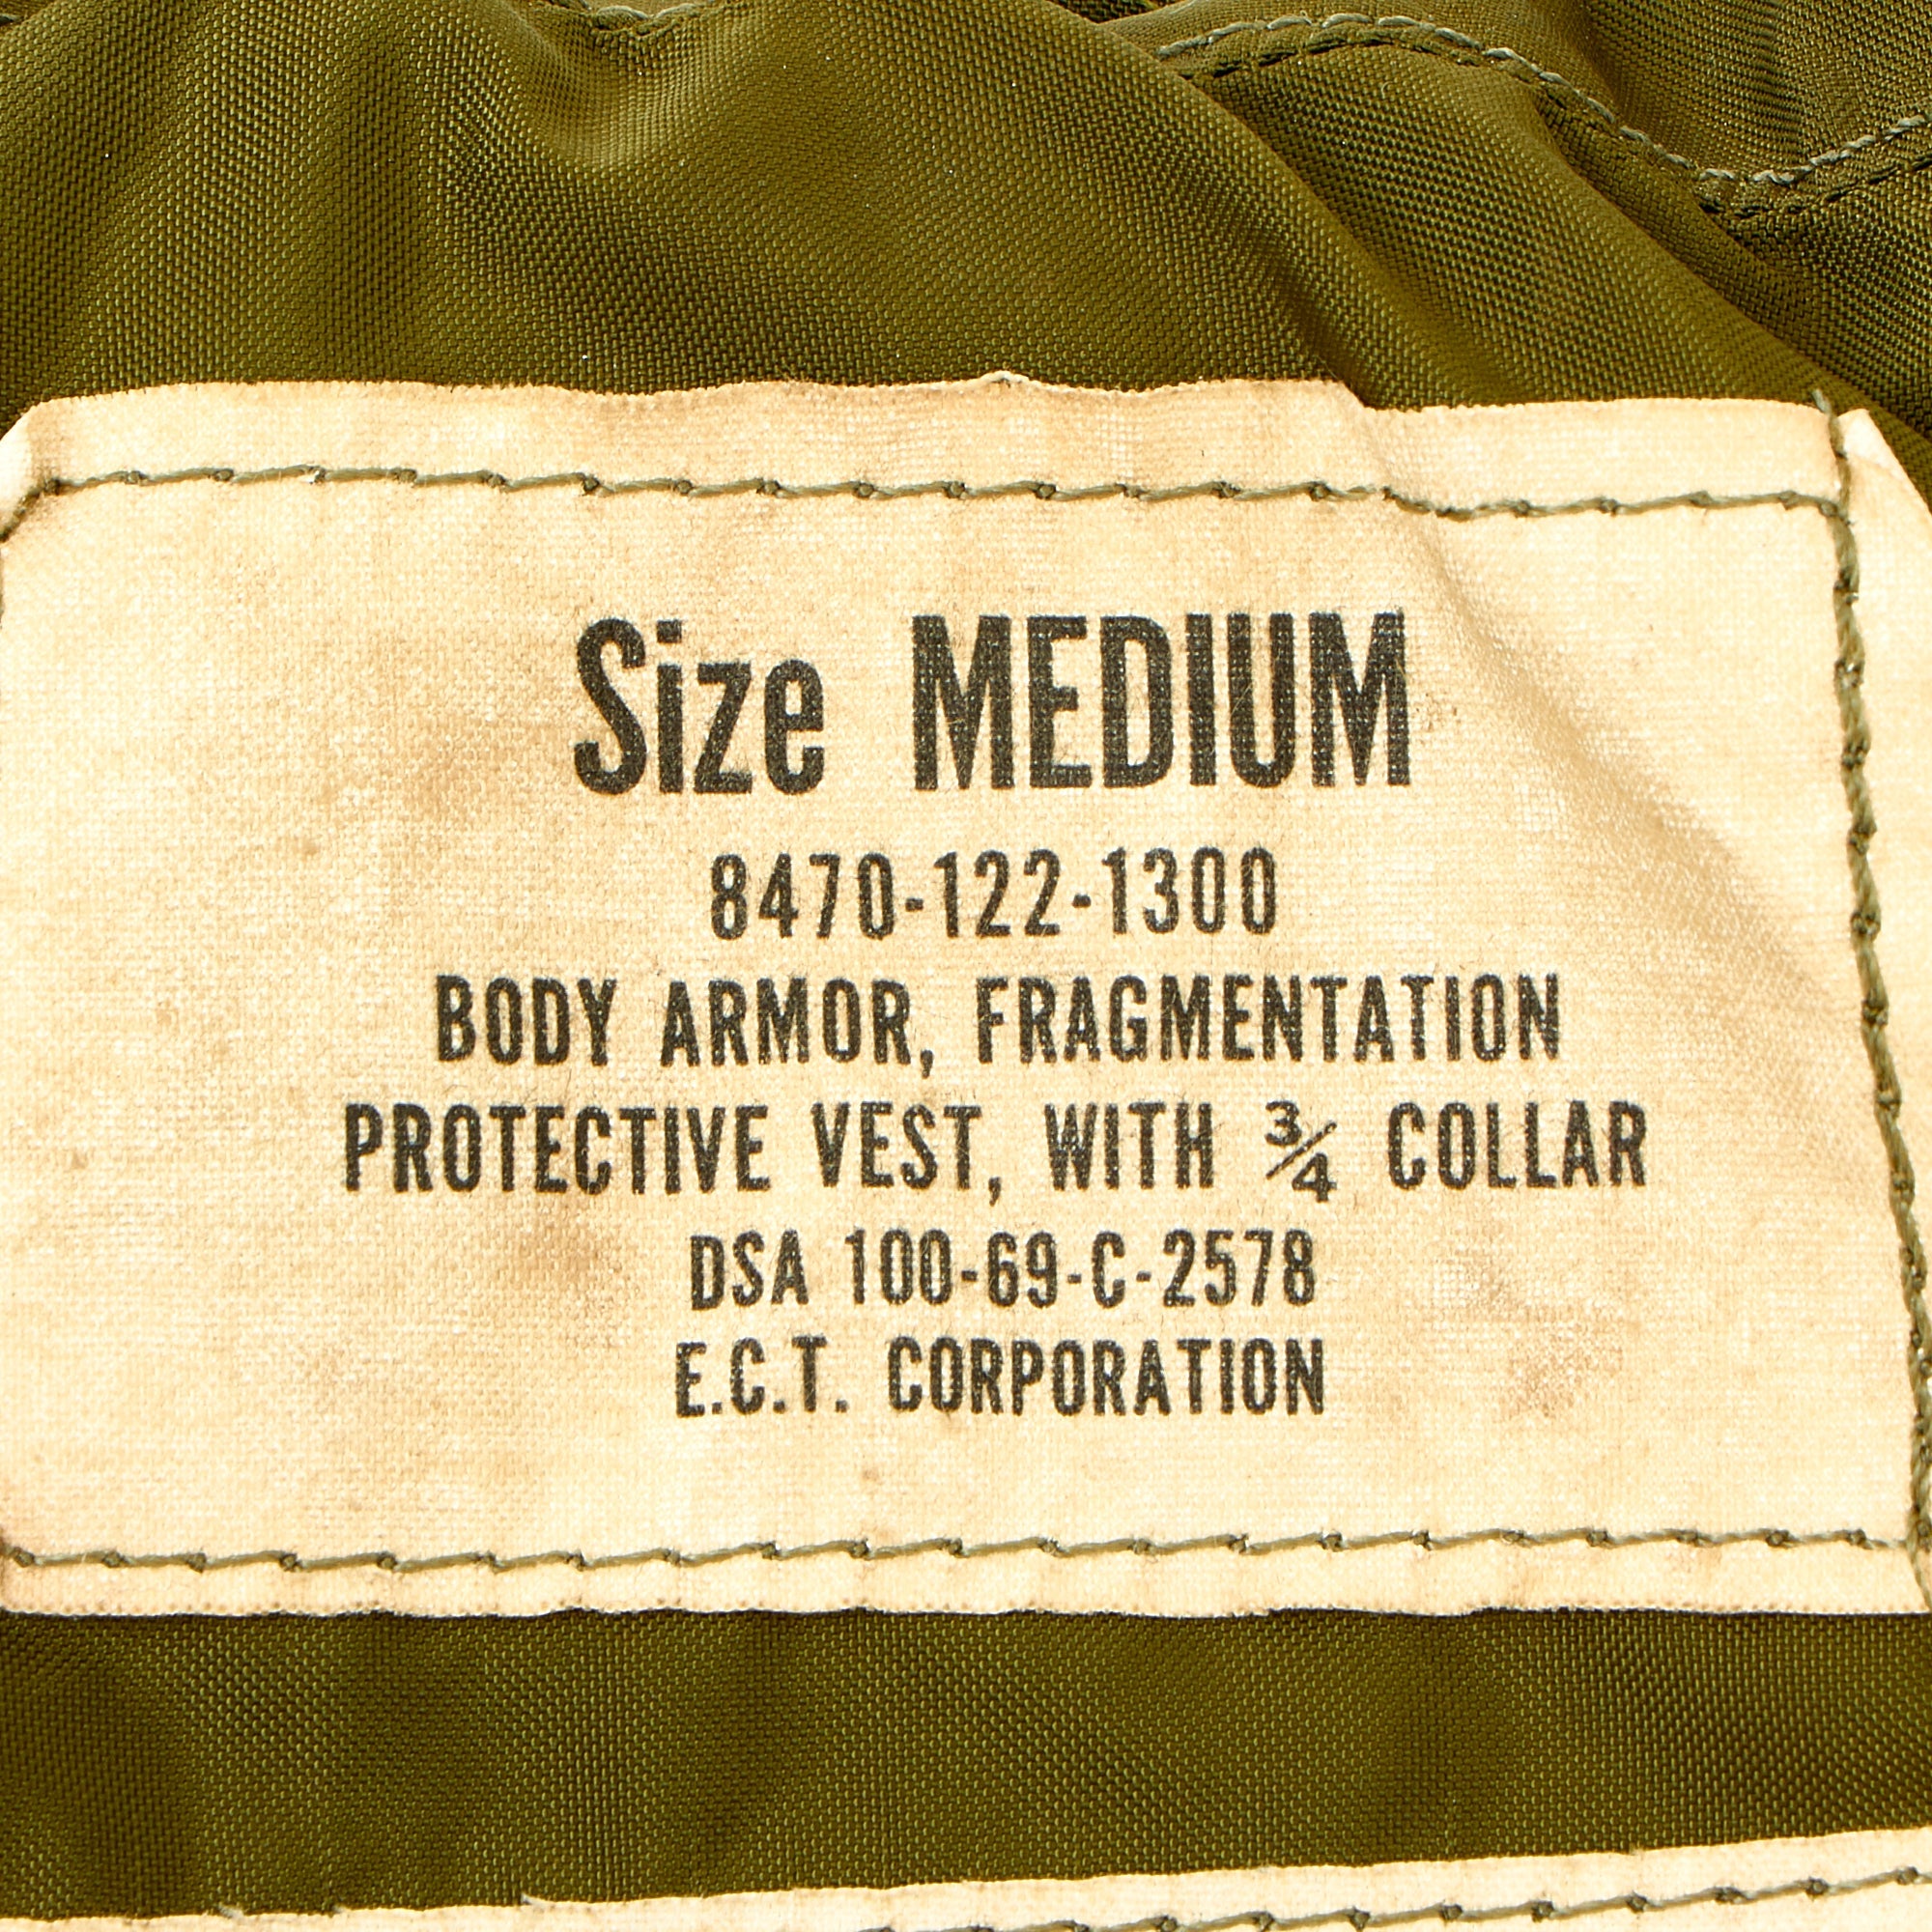 Size MEDIUM
8470-122-1300
BODY ARMOR, FRAGMENTATION
PROTECTIVE VEST, WITH ¾ COLLAR
DSA 100-69-C-2578
E.C.T. CORPORATION